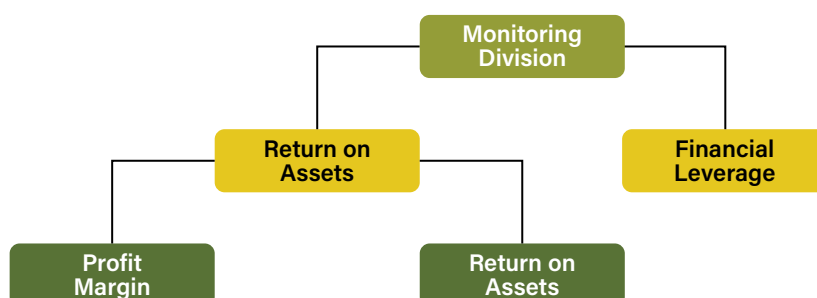 Monitoring
Division
Return on
Assets
Financial
Leverage
Profit
Margin
Return on
Assets